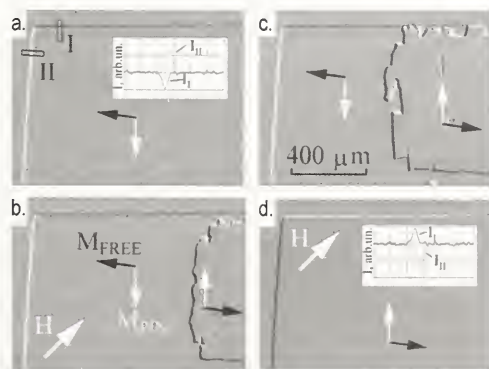 a.
I
II
I, arb.un.
I_II
I_I
c.
400 µm
b.
M_FREE
H
d.
H
I, arb.un.
I_I
I_II